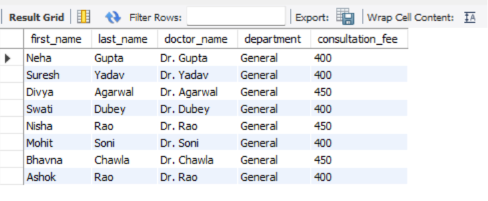 Result Grid Filter Rows: Export: Wrap Cell Content: IA
first_name last_name doctor_name department consultation_fee
Neha Gupta Dr. Gupta General 400
Suresh Yadav Dr. Yadav General 400
Divya Agarwal Dr. Agarwal General 450
Swati Dubey Dr. Dubey General 400
Nisha Rao Dr. Rao General 450
Mohit Soni Dr. Soni General 400
Bhavna Chawla Dr. Chawla General 450
Ashok Rao Dr. Rao General 400